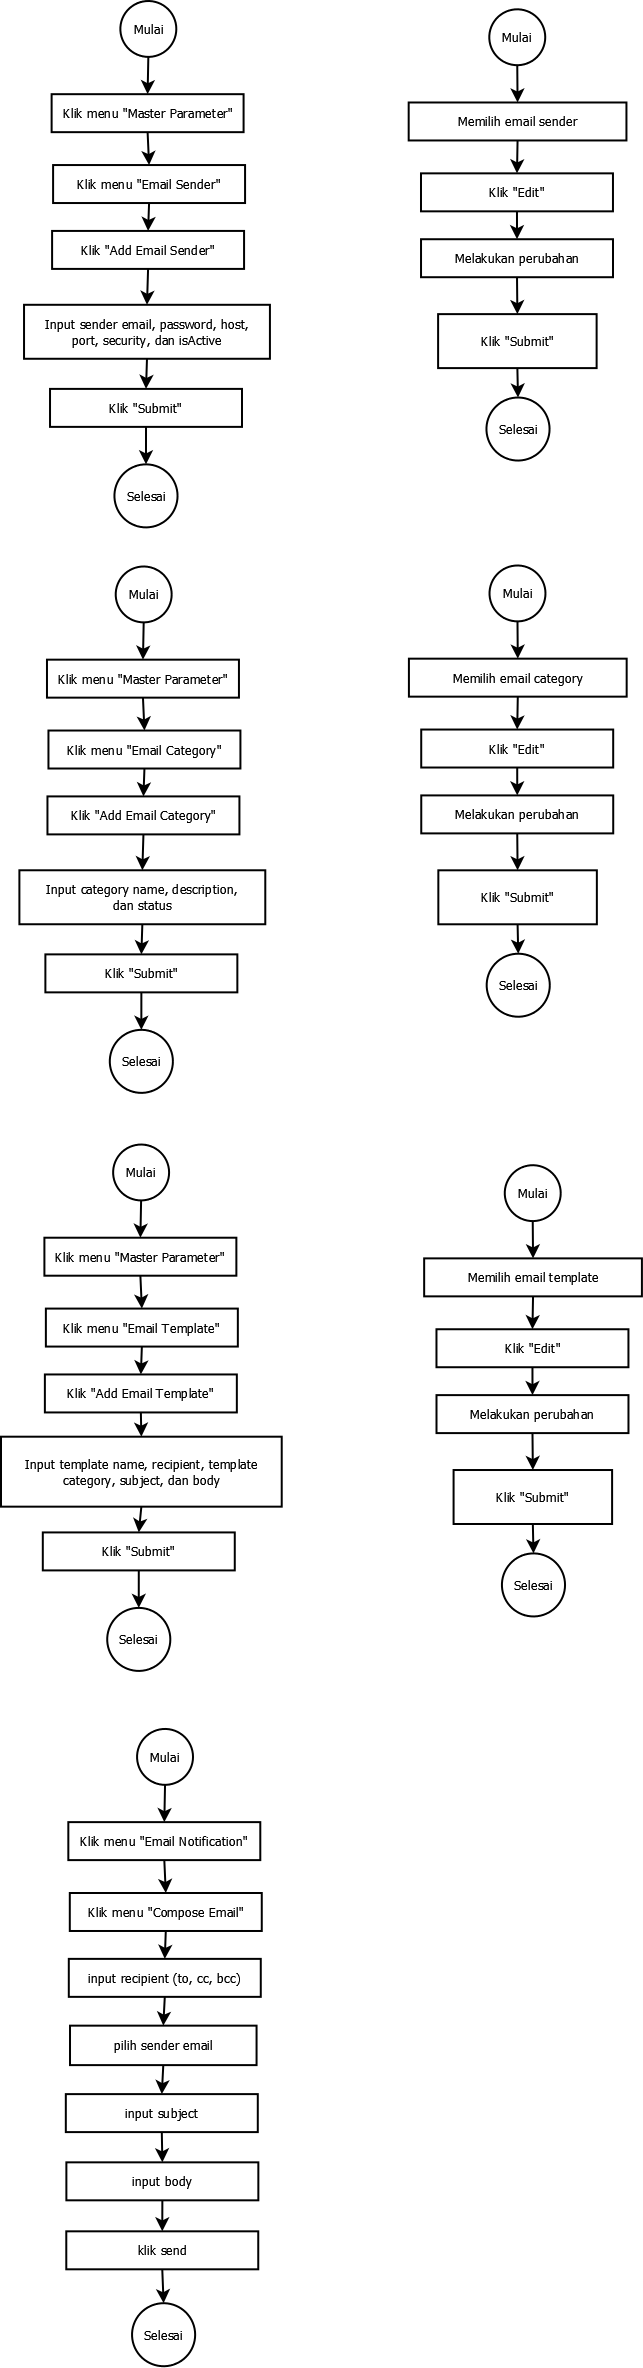 Mulai
Klik menu "Master Parameter"
Klik menu "Email Sender"
Klik "Add Email Sender"
Input sender email, password, host,
port, security, dan isActive
Klik "Submit"
Selesai
Mulai
Memilih email sender
Klik "Edit"
Melakukan perubahan
Klik "Submit"
Selesai
Mulai
Klik menu "Master Parameter"
Klik menu "Email Category"
Klik "Add Email Category"
Input category name, description,
dan status
Klik "Submit"
Selesai
Mulai
Memilih email category
Klik "Edit"
Melakukan perubahan
Klik "Submit"
Selesai
Mulai
Klik menu "Master Parameter"
Klik menu "Email Template"
Klik "Add Email Template"
Input template name, recipient, template
category, subject, dan body
Klik "Submit"
Selesai
Mulai
Memilih email template
Klik "Edit"
Melakukan perubahan
Klik "Submit"
Selesai
Mulai
Klik menu "Email Notification"
Klik menu "Compose Email"
input recipient (to, cc, bcc)
pilih sender email
input subject
input body
klik send
Selesai